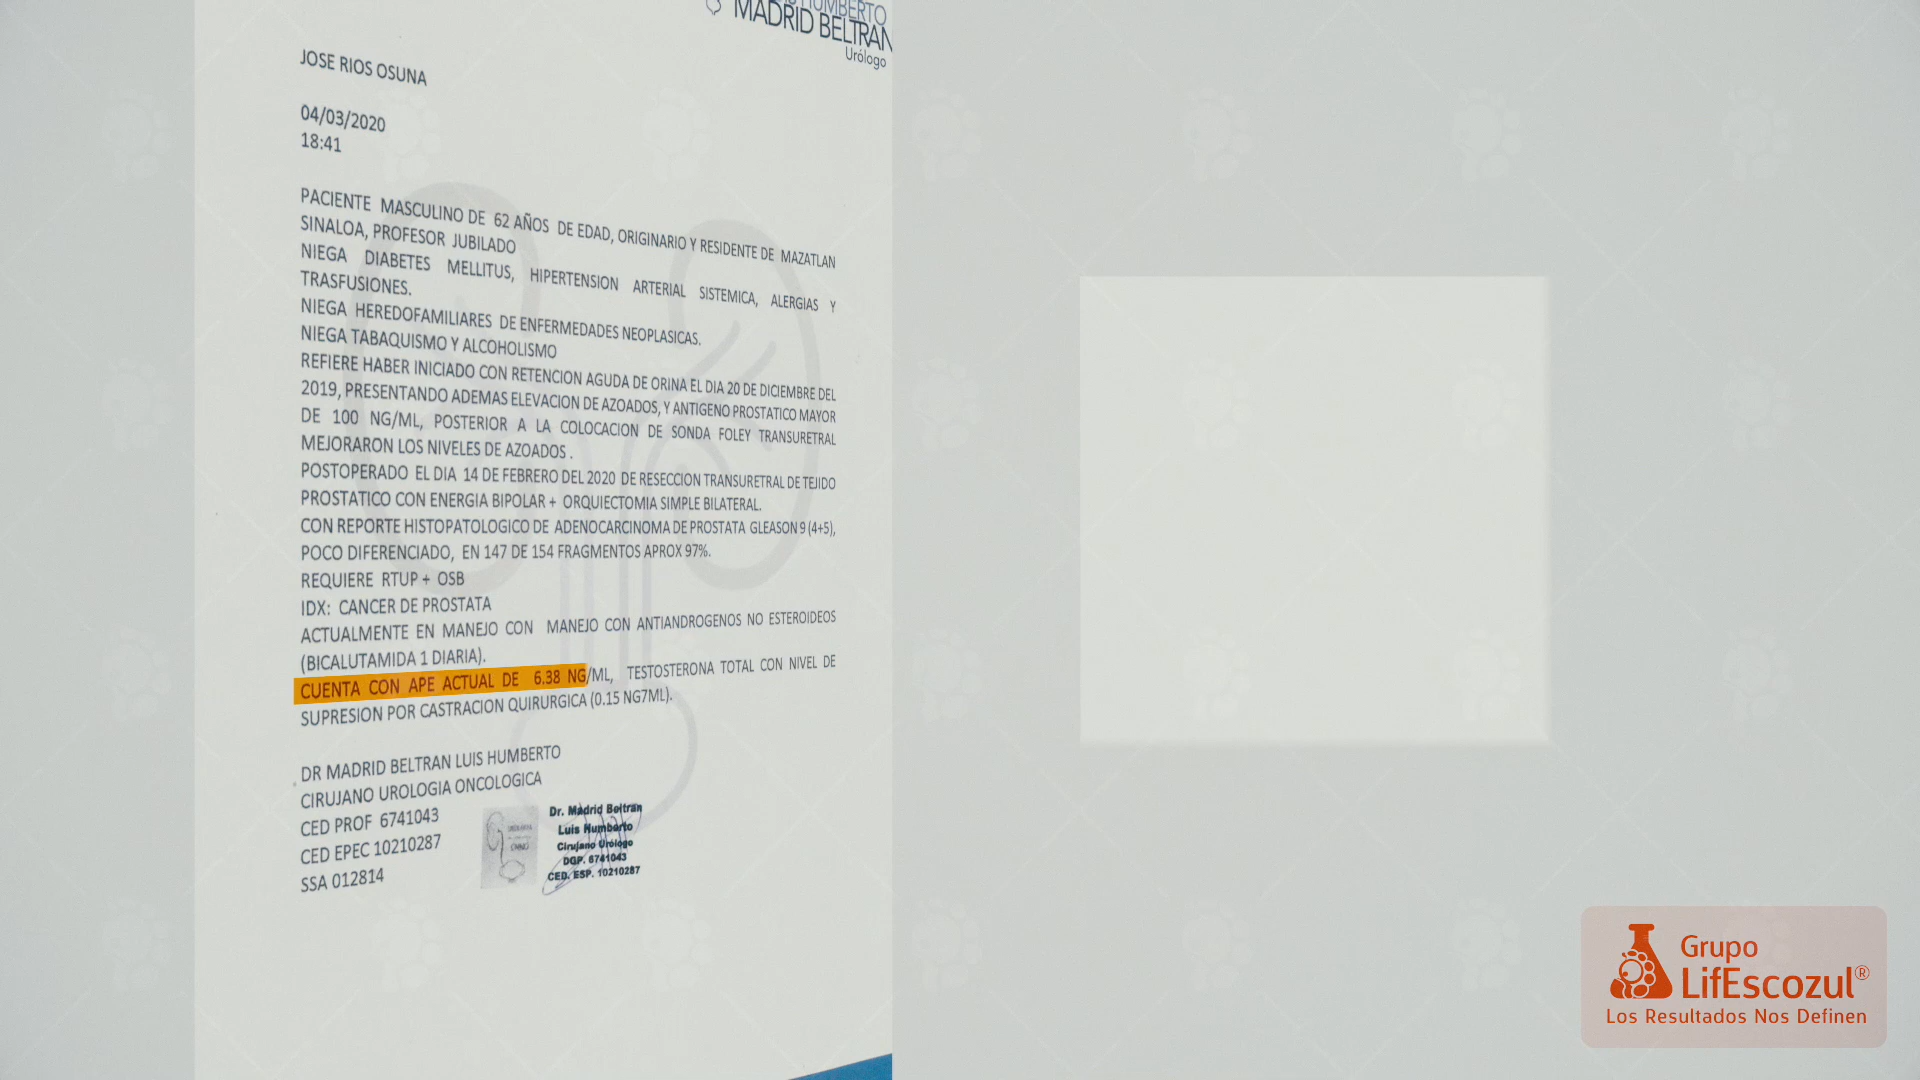 HUMBERTO
MADRID BELTRAN
Urólogo
JOSE RIOS OSUNA
04/03/2020
18:41
PACIENTE MASCULINO DE 62 AÑOS DE EDAD, ORIGINARIO Y RESIDENTE DE MAZATLAN
SINALOA, PROFESOR JUBILADO
NIEGA DIABETES MELLITUS, HIPERTENSION ARTERIAL SISTEMICA, ALERGIAS Y
TRASFUSIONES.
NIEGA HEREDOFAMILIARES DE ENFERMEDADES NEOPLASICAS.
NIEGA TABAQUISMO Y ALCOHOLISMO
REFIERE HABER INICIADO CON RETENCION AGUDA DE ORINA EL DIA 20 DE DICIEMBRE DEL
2019, PRESENTANDO ADEMAS ELEVACION DE AZOADOS, Y ANTIGENO PROSTATICO MAYOR
DE 100 NG/ML, POSTERIOR A LA COLOCACION DE SONDA FOLEY TRANSURETRAL
MEJORARON LOS NIVELES DE AZOADOS .
POSTOPERADO EL DIA 14 DE FEBRERO DEL 2020 DE RESECCION TRANSURETRAL DE TEJIDO
PROSTATICO CON ENERGIA BIPOLAR + ORQUIECTOMIA SIMPLE BILATERAL.
CON REPORTE HISTOPATOLOGICO DE ADENOCARCINOMA DE PROSTATA GLEASON 9 (4+5),
POCO DIFERENCIADO, EN 147 DE 154 FRAGMENTOS APROX 97%.
REQUIERE RTUP + OSB
IDX: CANCER DE PROSTATA
ACTUALMENTE EN MANEJO CON MANEJO CON ANTIANDROGENOS NO ESTEROIDEOS
(BICALUTAMIDA 1 DIARIA).
CUENTA CON APE ACTUAL DE 6.38 NG/ML, TESTOSTERONA TOTAL CON NIVEL DE
SUPRESION POR CASTRACION QUIRURGICA (0.15 NG7ML).
DR MADRID BELTRAN LUIS HUMBERTO
CIRUJANO UROLOGIA ONCOLOGICA
CED PROF 6741043
CED EPEC 10210287
SSA 012814
Dr. Madrid Beltran
Luis Humberto
Cirujano Urólogo
DGP. 6741043
CED. ESP. 10210287
Grupo
LifEscozul®
Los Resultados Nos Definen